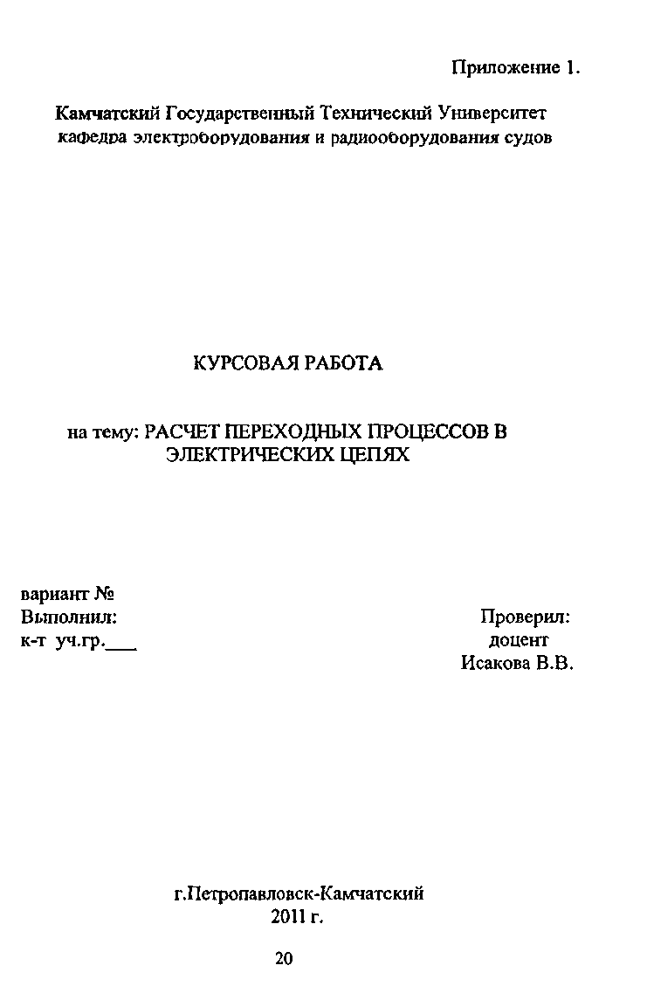 Приложение 1.
Камчатский Государственный Технический Университет
кафедра электроборудования и радиооборудования судов
КУРСОВАЯ РАБОТА
на тему: РАСЧЕТ ПЕРЕХОДНЫХ ПРОЦЕССОВ В
ЭЛЕКТРИЧЕСКИХ ЦЕПЯХ
вариант №
Выполнил:
Проверил:
к-т уч.гр.___
доцент
Исакова В.В.
г.Петропавловск-Камчатский
2011 г.
20